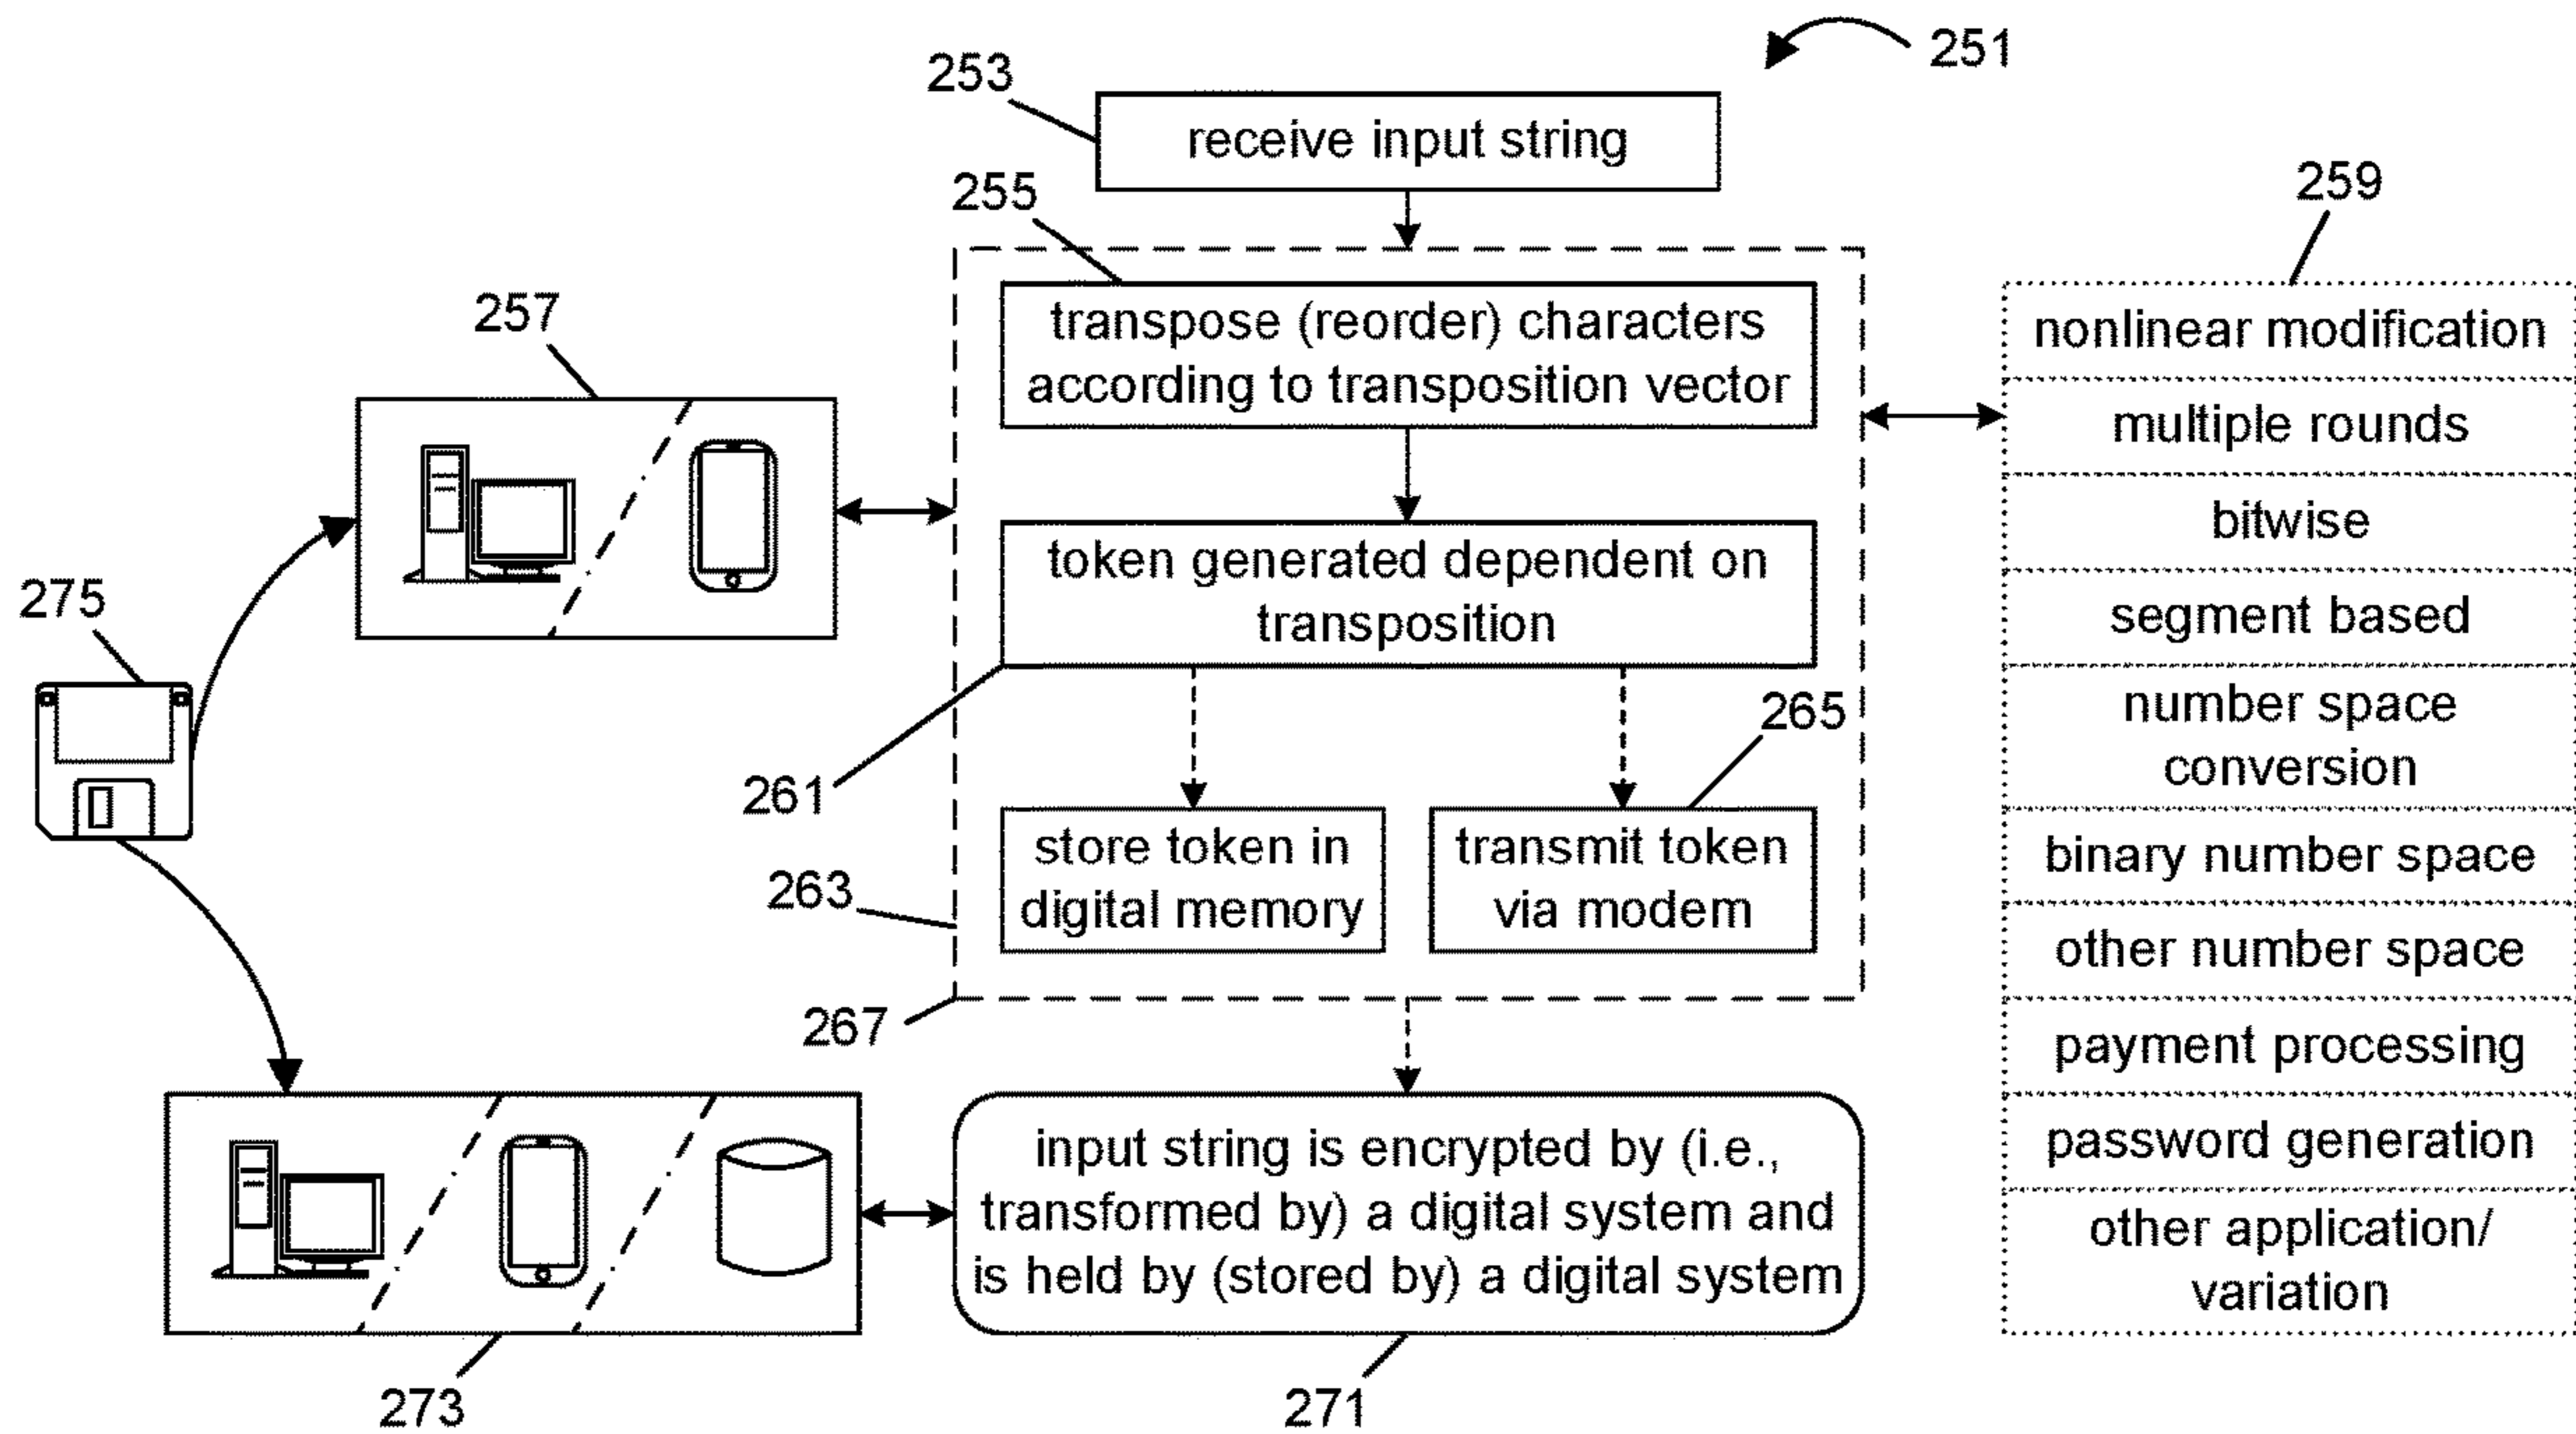 251
253
receive input string
255
259
transpose (reorder) characters
according to transposition vector
257
nonlinear modification
multiple rounds
bitwise
segment based
number space
conversion
binary number space
other number space
payment processing
password generation
other application/
variation
token generated dependent on
transposition
275
261
265
store token in
digital memory
transmit token
via modem
263
267
input string is encrypted by (i.e.,
transformed by) a digital system and
is held by (stored by) a digital system
273
271